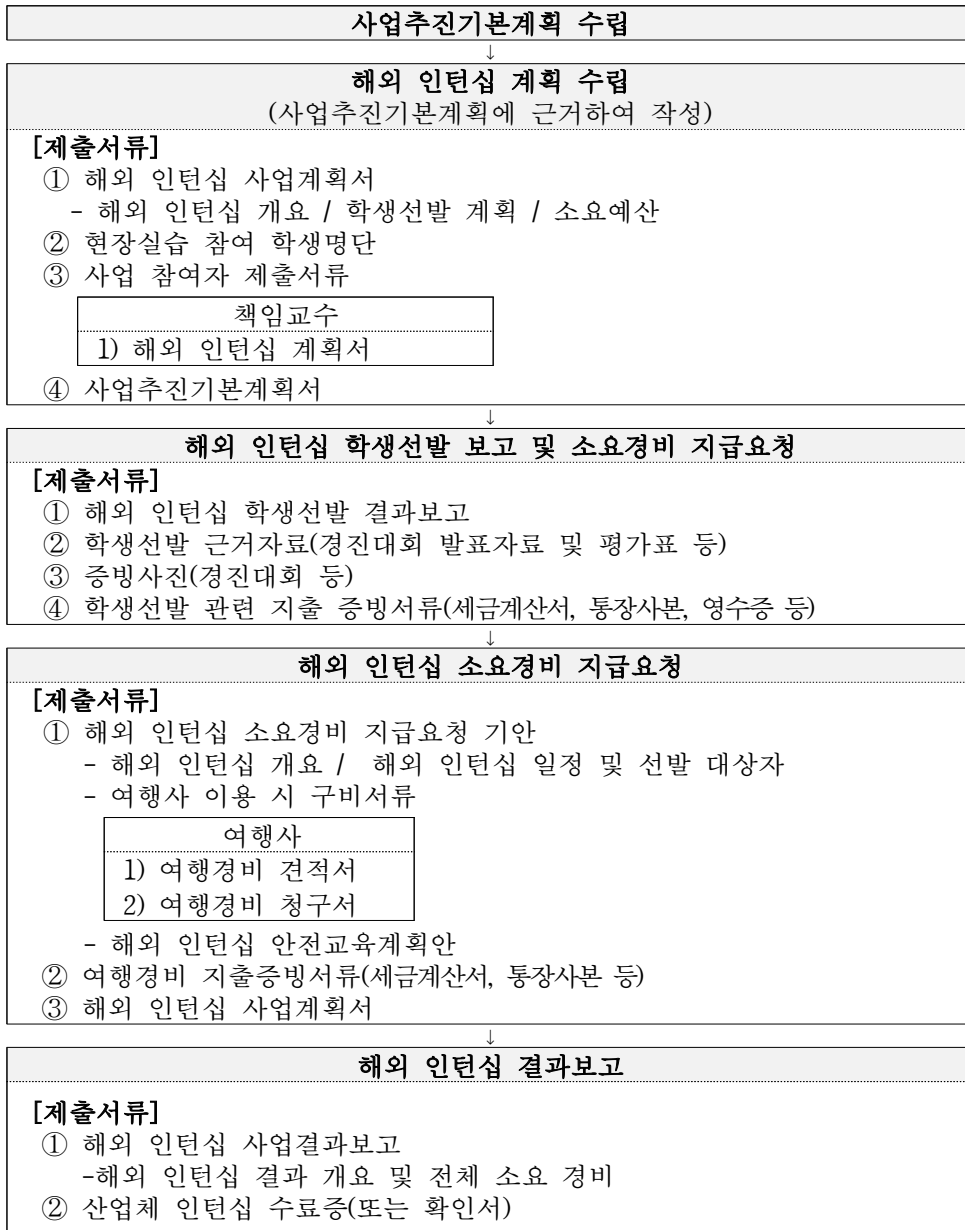 사업추진기본계획 수립
↓
해외 인턴십 계획 수립
(사업추진기본계획에 근거하여 작성)
[제출서류]
① 해외 인턴십 사업계획서
- 해외 인턴십 개요 / 학생선발 계획 / 소요예산
② 현장실습 참여 학생명단
③ 사업 참여자 제출서류
책임교수
1) 해외 인턴십 계획서
④ 사업추진기본계획서
↓
해외 인턴십 학생선발 보고 및 소요경비 지급요청
[제출서류]
① 해외 인턴십 학생선발 결과보고
② 학생선발 근거자료(경진대회 발표자료 및 평가표 등)
③ 증빙사진(경진대회 등)
④ 학생선발 관련 지출 증빙서류(세금계산서, 통장사본, 영수증 등)
↓
해외 인턴십 소요경비 지급요청
[제출서류]
① 해외 인턴십 소요경비 지급요청 기안
- 해외 인턴십 개요 / 해외 인턴십 일정 및 선발 대상자
- 여행사 이용 시 구비서류
여행사
1) 여행경비 견적서
2) 여행경비 청구서
- 해외 인턴십 안전교육계획안
② 여행경비 지출증빙서류(세금계산서, 통장사본 등)
③ 해외 인턴십 사업계획서
↓
해외 인턴십 결과보고
[제출서류]
① 해외 인턴십 사업결과보고
-해외 인턴십 결과 개요 및 전체 소요 경비
② 산업체 인턴십 수료증(또는 확인서)